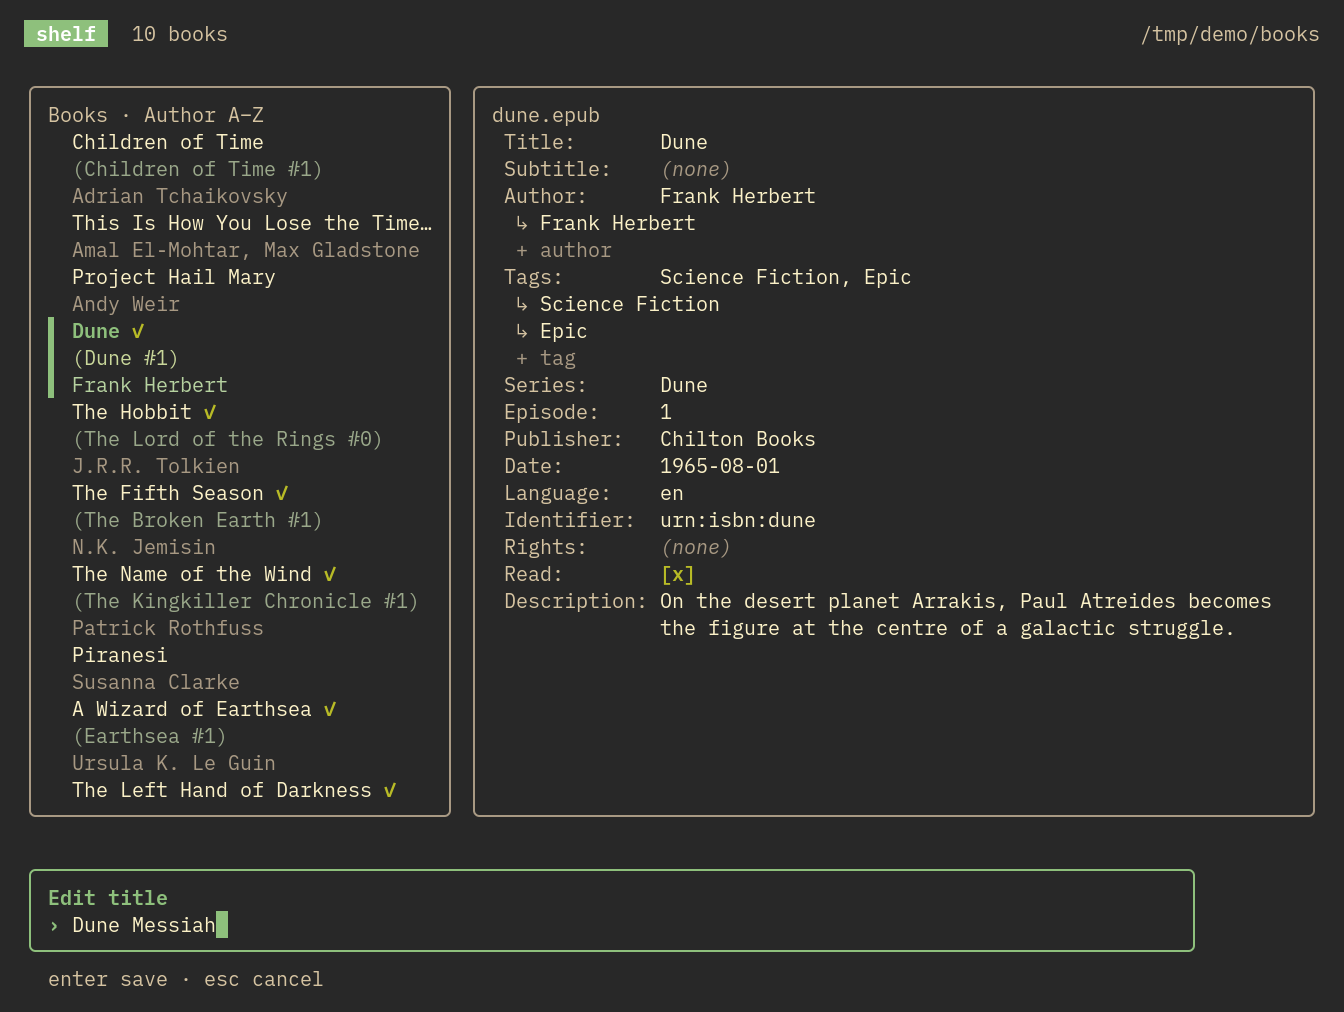 shelf 10 books /tmp/demo/books
Books · Author A–Z
Children of Time
(Children of Time #1)
Adrian Tchaikovsky
This Is How You Lose the Time…
Amal El-Mohtar, Max Gladstone
Project Hail Mary
Andy Weir
Dune ✓
(Dune #1)
Frank Herbert
The Hobbit ✓
(The Lord of the Rings #0)
J.R.R. Tolkien
The Fifth Season ✓
(The Broken Earth #1)
N.K. Jemisin
The Name of the Wind ✓
(The Kingkiller Chronicle #1)
Patrick Rothfuss
Piranesi
Susanna Clarke
A Wizard of Earthsea ✓
(Earthsea #1)
Ursula K. Le Guin
The Left Hand of Darkness ✓
dune.epub
Title: Dune
Subtitle: (none)
Author: Frank Herbert
↳ Frank Herbert
+ author
Tags: Science Fiction, Epic
↳ Science Fiction
↳ Epic
+ tag
Series: Dune
Episode: 1
Publisher: Chilton Books
Date: 1965-08-01
Language: en
Identifier: urn:isbn:dune
Rights: (none)
Read: [x]
Description: On the desert planet Arrakis, Paul Atreides becomes
the figure at the centre of a galactic struggle.
Edit title
› Dune Messiah
enter save · esc cancel